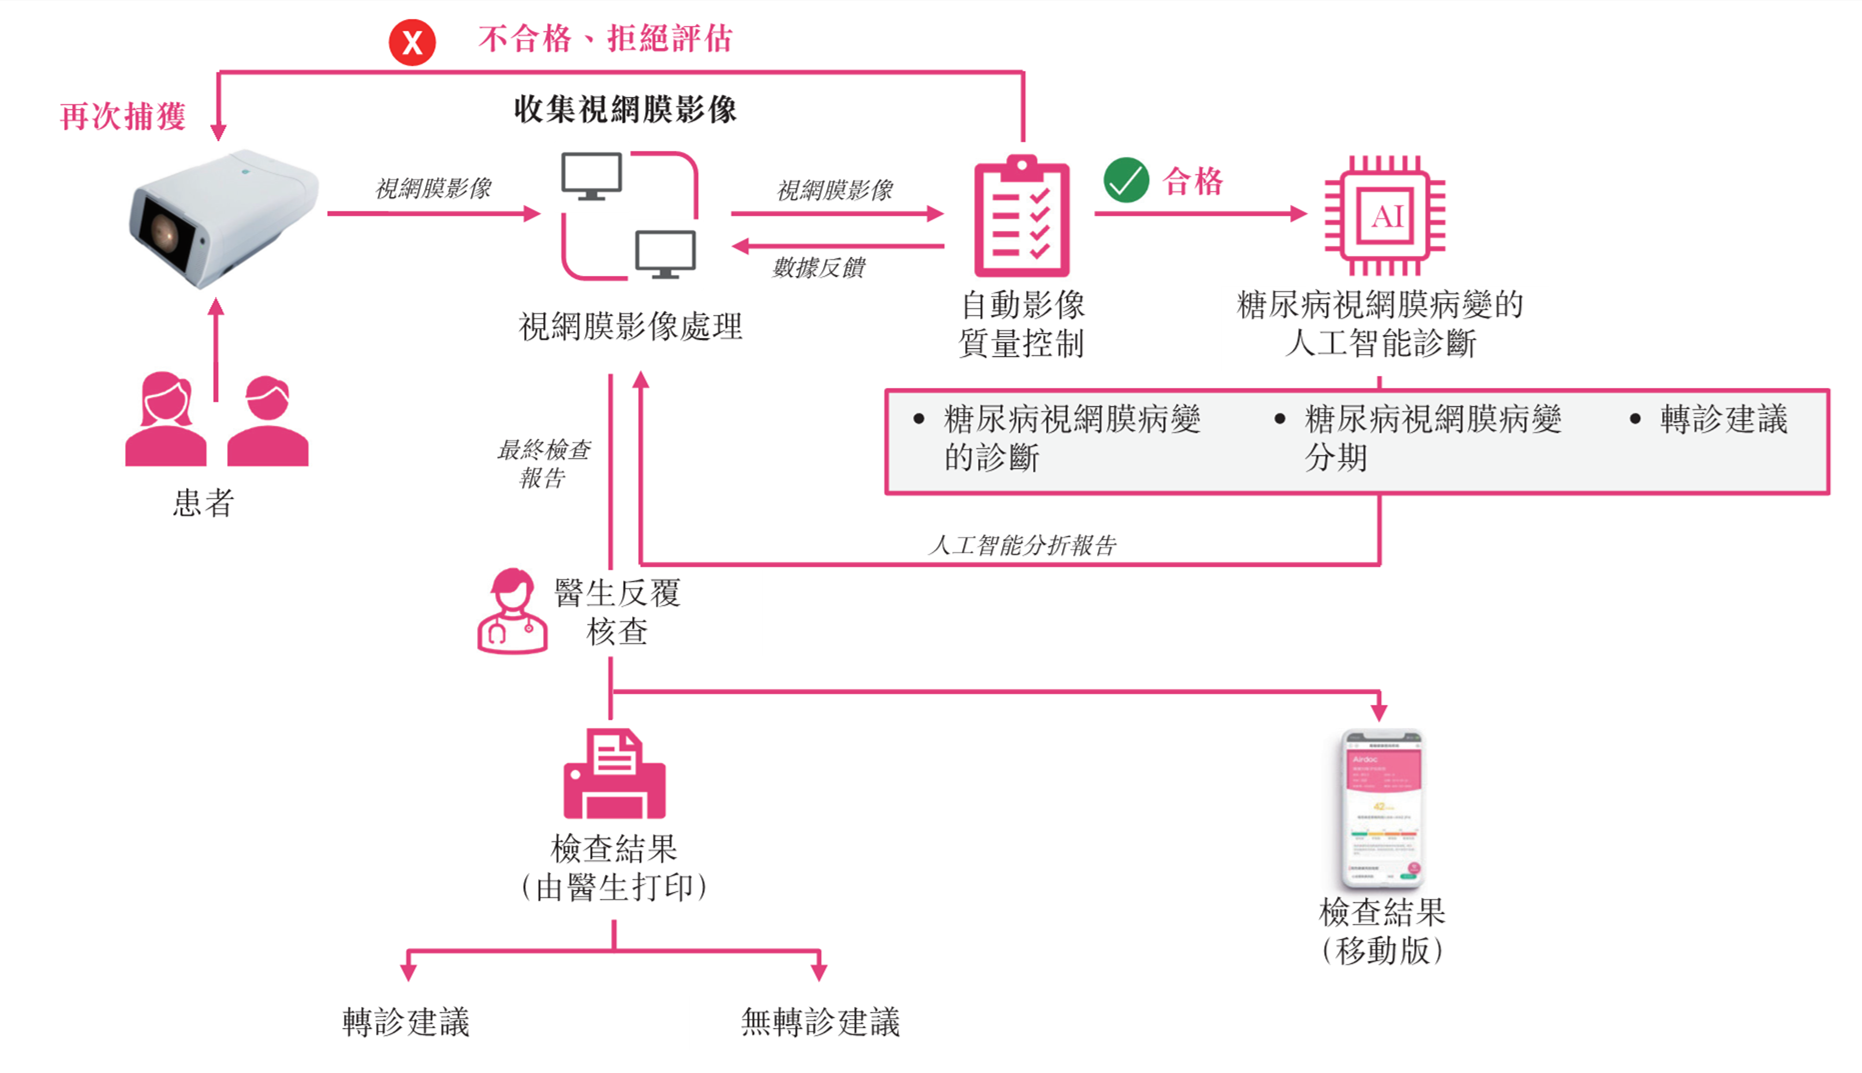 X 不合格、拒絕評估
再次捕獲
收集視網膜影像
視網膜影像
視網膜影像
數據反饋
合格
AI
視網膜影像處理
自動影像
質量控制
糖尿病視網膜病變的
人工智能診斷
患者
• 糖尿病視網膜病變
的診斷
• 糖尿病視網膜病變
分期
• 轉診建議
最終檢查
報告
人工智能分折報告
醫生反覆
核查
檢查結果
（由醫生打印）
Airdoc
42
檢查結果
（移動版）
轉診建議
無轉診建議